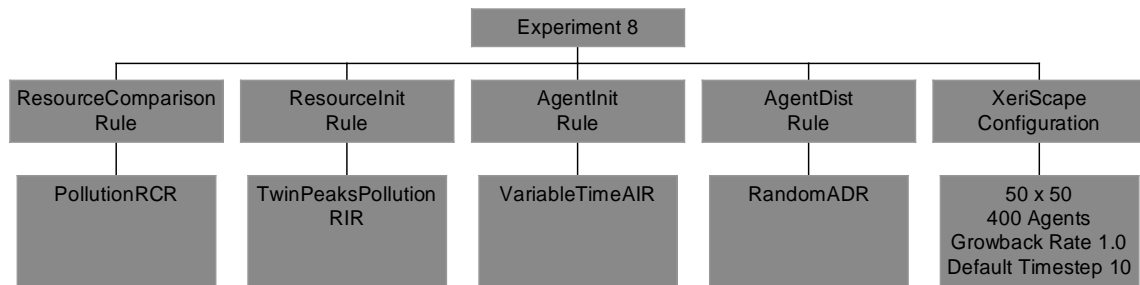 Experiment 8
ResourceComparison
Rule
ResourceInit
Rule
AgentInit
Rule
AgentDist
Rule
XeriScape
Configuration
PollutionRCR
TwinPeaksPollution
RIR
VariableTimeAIR
RandomADR
50 x 50
400 Agents
Growback Rate 1.0
Default Timestep 10